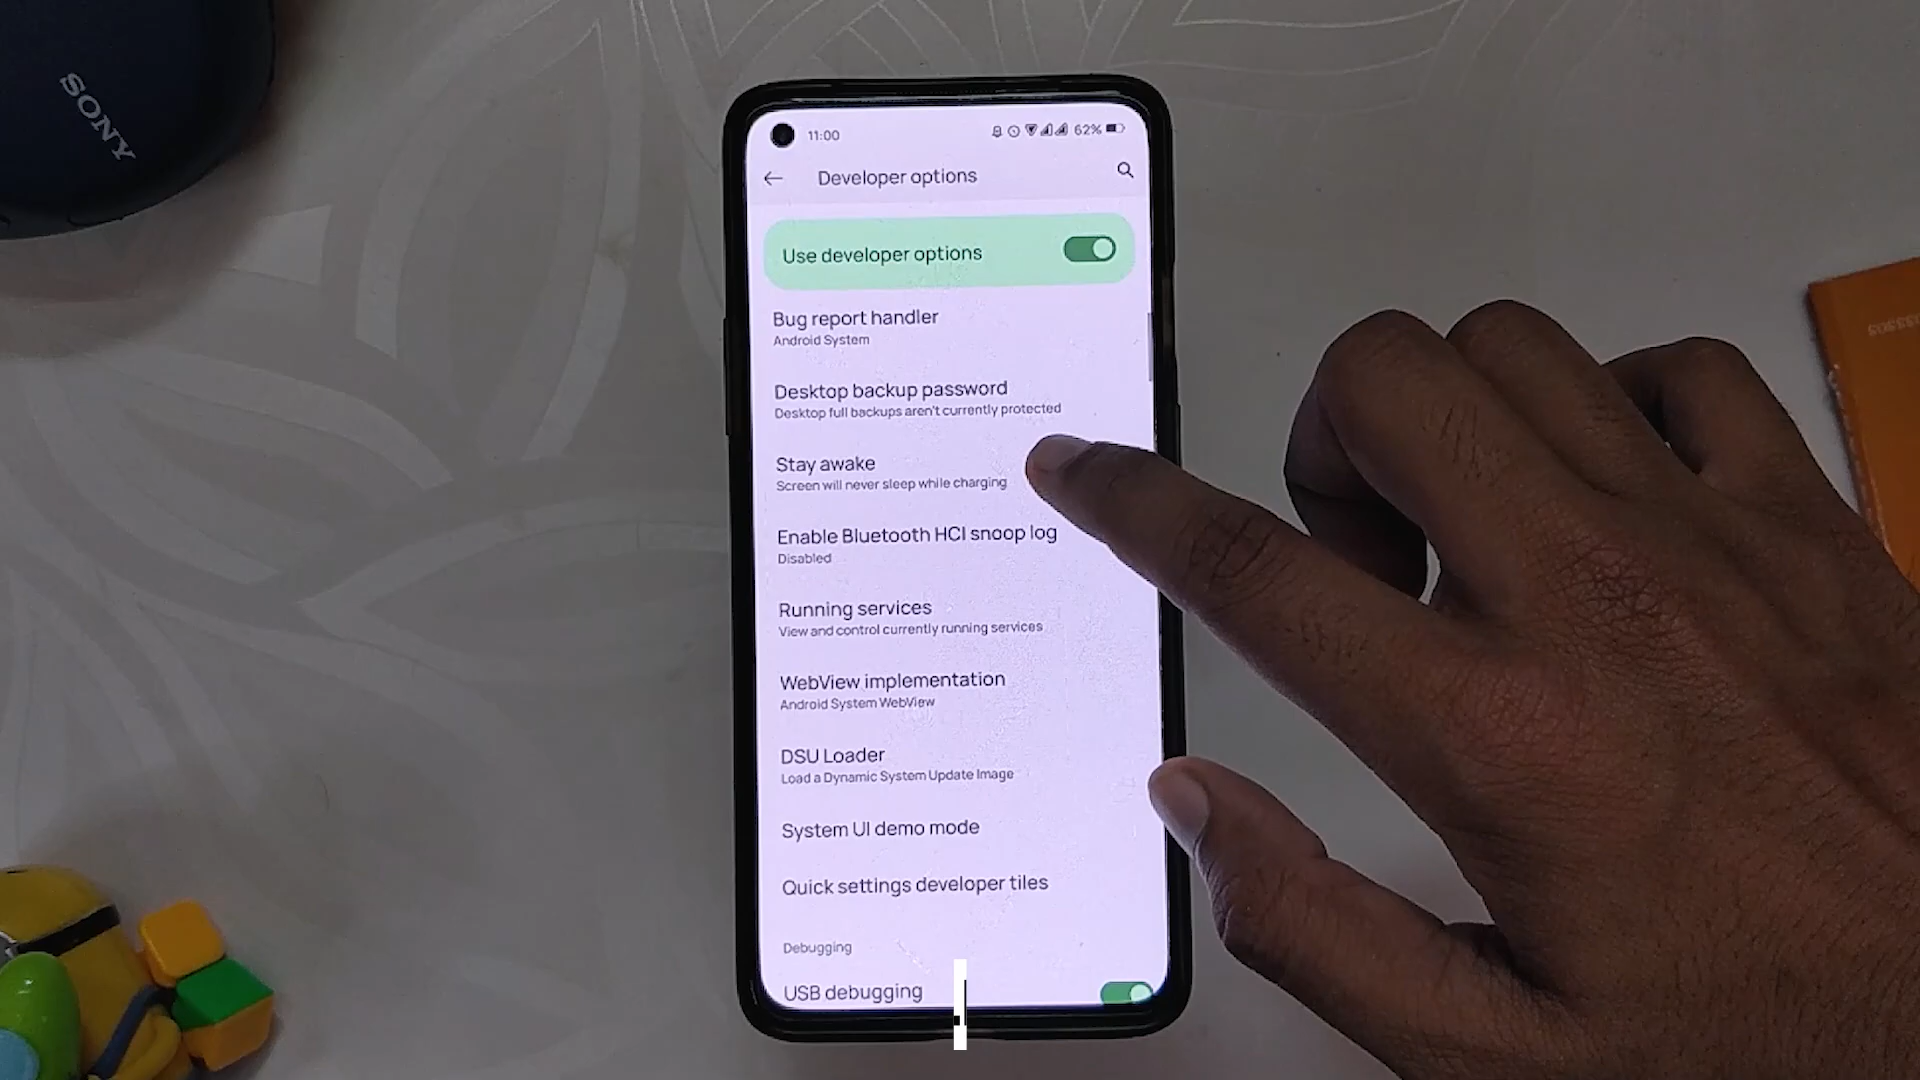 SONY
11:00
62%
Developer options
Use developer options
Bug report handler
Android System
Desktop backup password
Desktop full backups aren't currently protected
Stay awake
Screen will never sleep while charging
Enable Bluetooth HCI snoop log
Disabled
Running services
View and control currently running services
WebView implementation
Android System WebView
DSU Loader
Load a Dynamic System Update Image
System UI demo mode
Quick settings developer tiles
Debugging
USB debugging